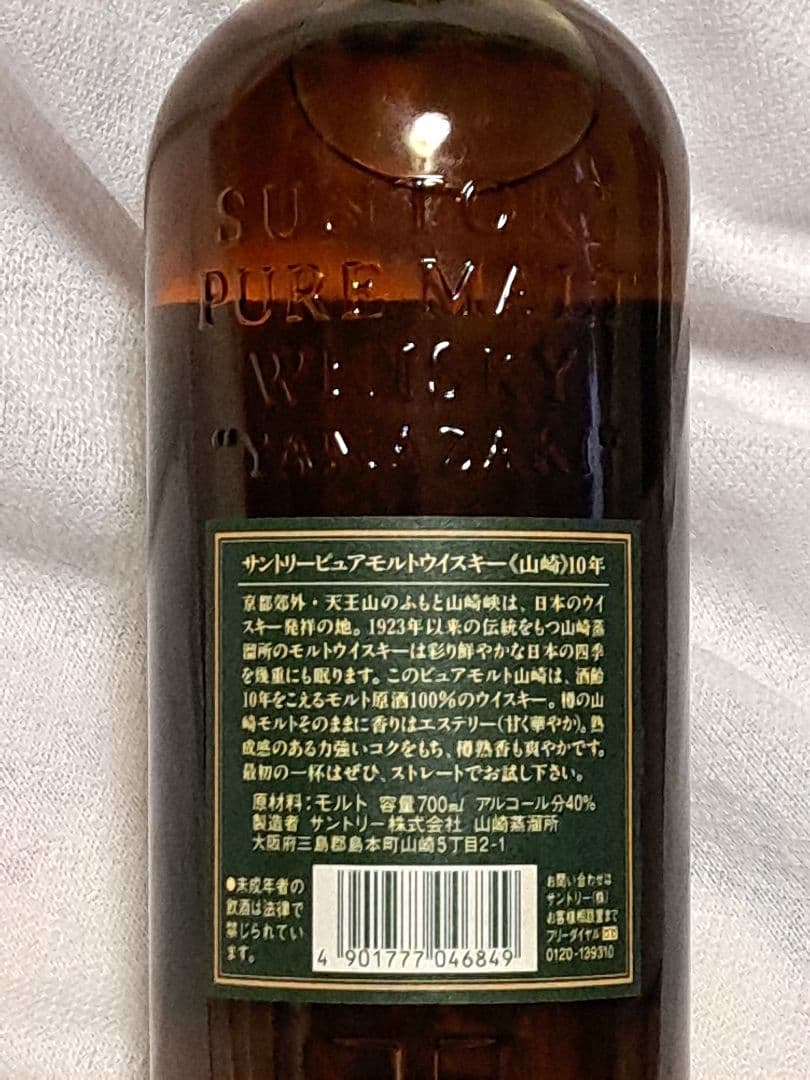 SUNTORY
PURE MALT
WHISKY
"YAMAZAKI"
サントリーピュアモルトウイスキー《山崎》10年
京都郊外・天王山のふもと山崎峡は、日本のウイ
スキー発祥の地。1923年以来の伝統をもつ山崎蒸
溜所のモルトウイスキーは彩り鮮やかな日本の四季
を幾重にも眠ります。このピュアモルト山崎は、酒齢
10年をこえるモルト原酒100%のウイスキー。樽の山
崎モルトそのままに香りはエステリー(甘く華やか)。熟
成感のある力強いコクをもち、樽熟香も爽やかです。
最初の一杯はぜひ、ストレートでお試し下さい。
原材料:モルト 容量700ml アルコール分40%
製造者 サントリー株式会社 山崎蒸溜所
大阪府三島郡島本町山崎5丁目2-1
●未成年者の
飲酒は法律で
禁じられてい
ます。
4 901777 046849
お問い合わせは
サントリー(株)
お客様相談室まで
フリーダイヤル
0120-139310